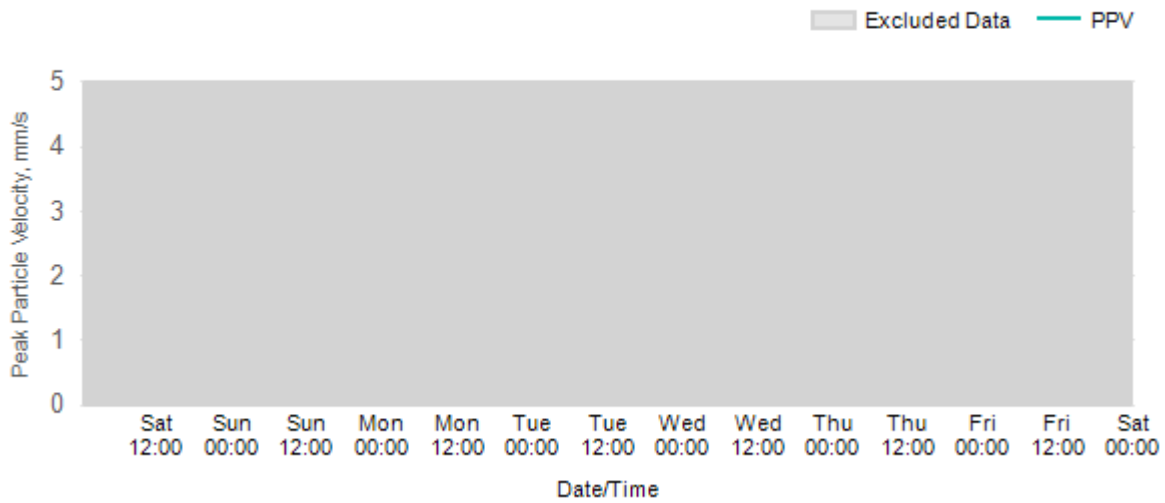 Excluded Data
PPV
Peak Particle Velocity, mm/s
5
4
3
2
1
0
Sat Sun Sun Mon Mon Tue Tue Wed Wed Thu Thu Fri Fri Sat
12:00 00:00 12:00 00:00 12:00 00:00 12:00 00:00 12:00 00:00 12:00 00:00 12:00 00:00
Date/Time